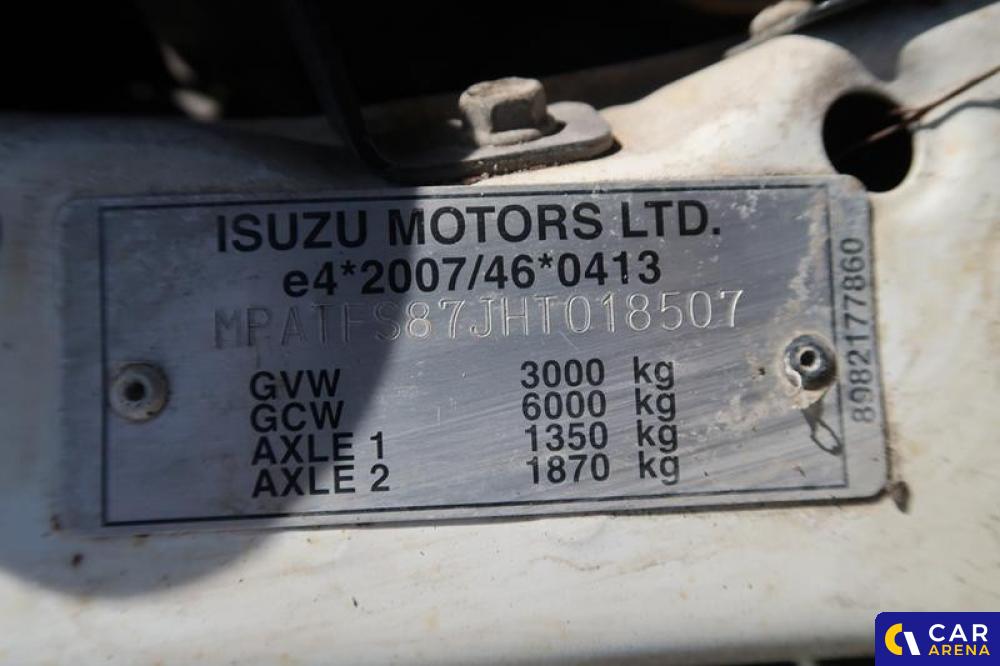 ISUZU MOTORS LTD.
e4*2007/46*0413
MPATFS87JHT018507
GVW 3000 kg
GCW 6000 kg
AXLE 1 1350 kg
AXLE 2 1870 kg
8982177860
CAR
ARENA